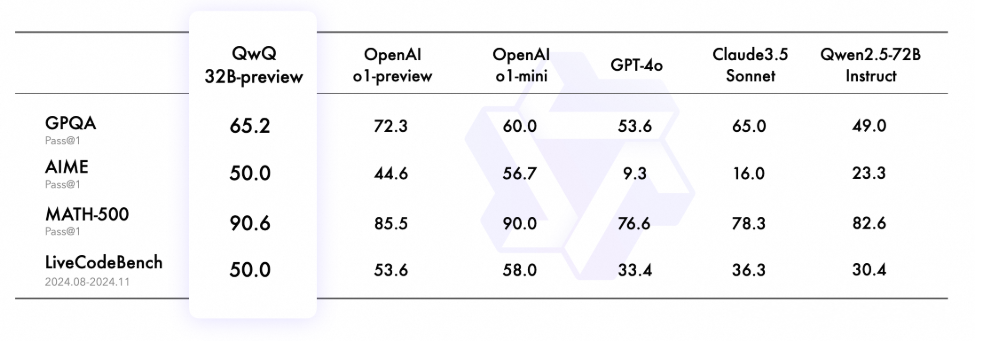 QwQ 32B-preview OpenAI o1-preview OpenAI o1-mini GPT-4o Claude3.5 Sonnet Qwen2.5-72B Instruct
GPQA 65.2 72.3 60.0 53.6 65.0 49.0
Pass@1
AIME 50.0 44.6 56.7 9.3 16.0 23.3
Pass@1
MATH-500 90.6 85.5 90.0 76.6 78.3 82.6
Pass@1
LiveCodeBench 50.0 53.6 58.0 33.4 36.3 30.4
2024.08-2024.11